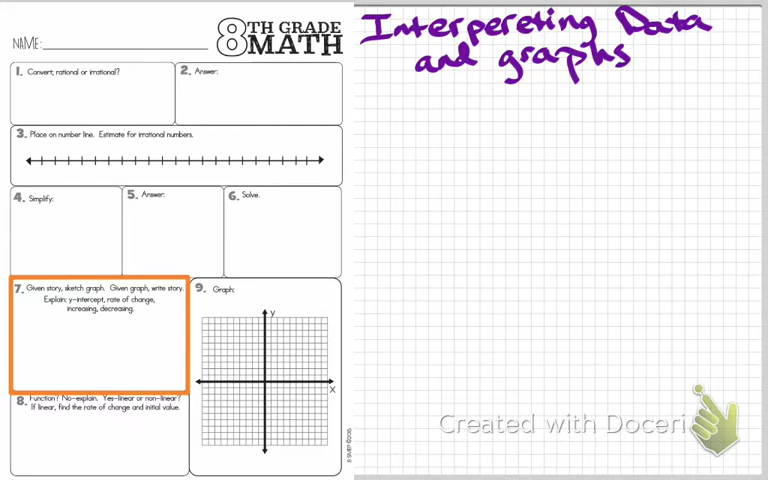 NAME:
8TH GRADE
MATH
Interpereting Data
and graphs
1. Convert; rational or irrational?
2. Answer:
3. Place on number line. Estimate for irrational numbers.
4. Simplify:
5. Answer:
6. Solve.
7. Given story, sketch graph. Given graph, write story.
Explain: y-intercept, rate of change,
increasing, decreasing.
8. Function? No-explain. Yes-linear or non-linear?
If linear, find the rate of change and initial value.
9. Graph:
y
x
Created with Doceri